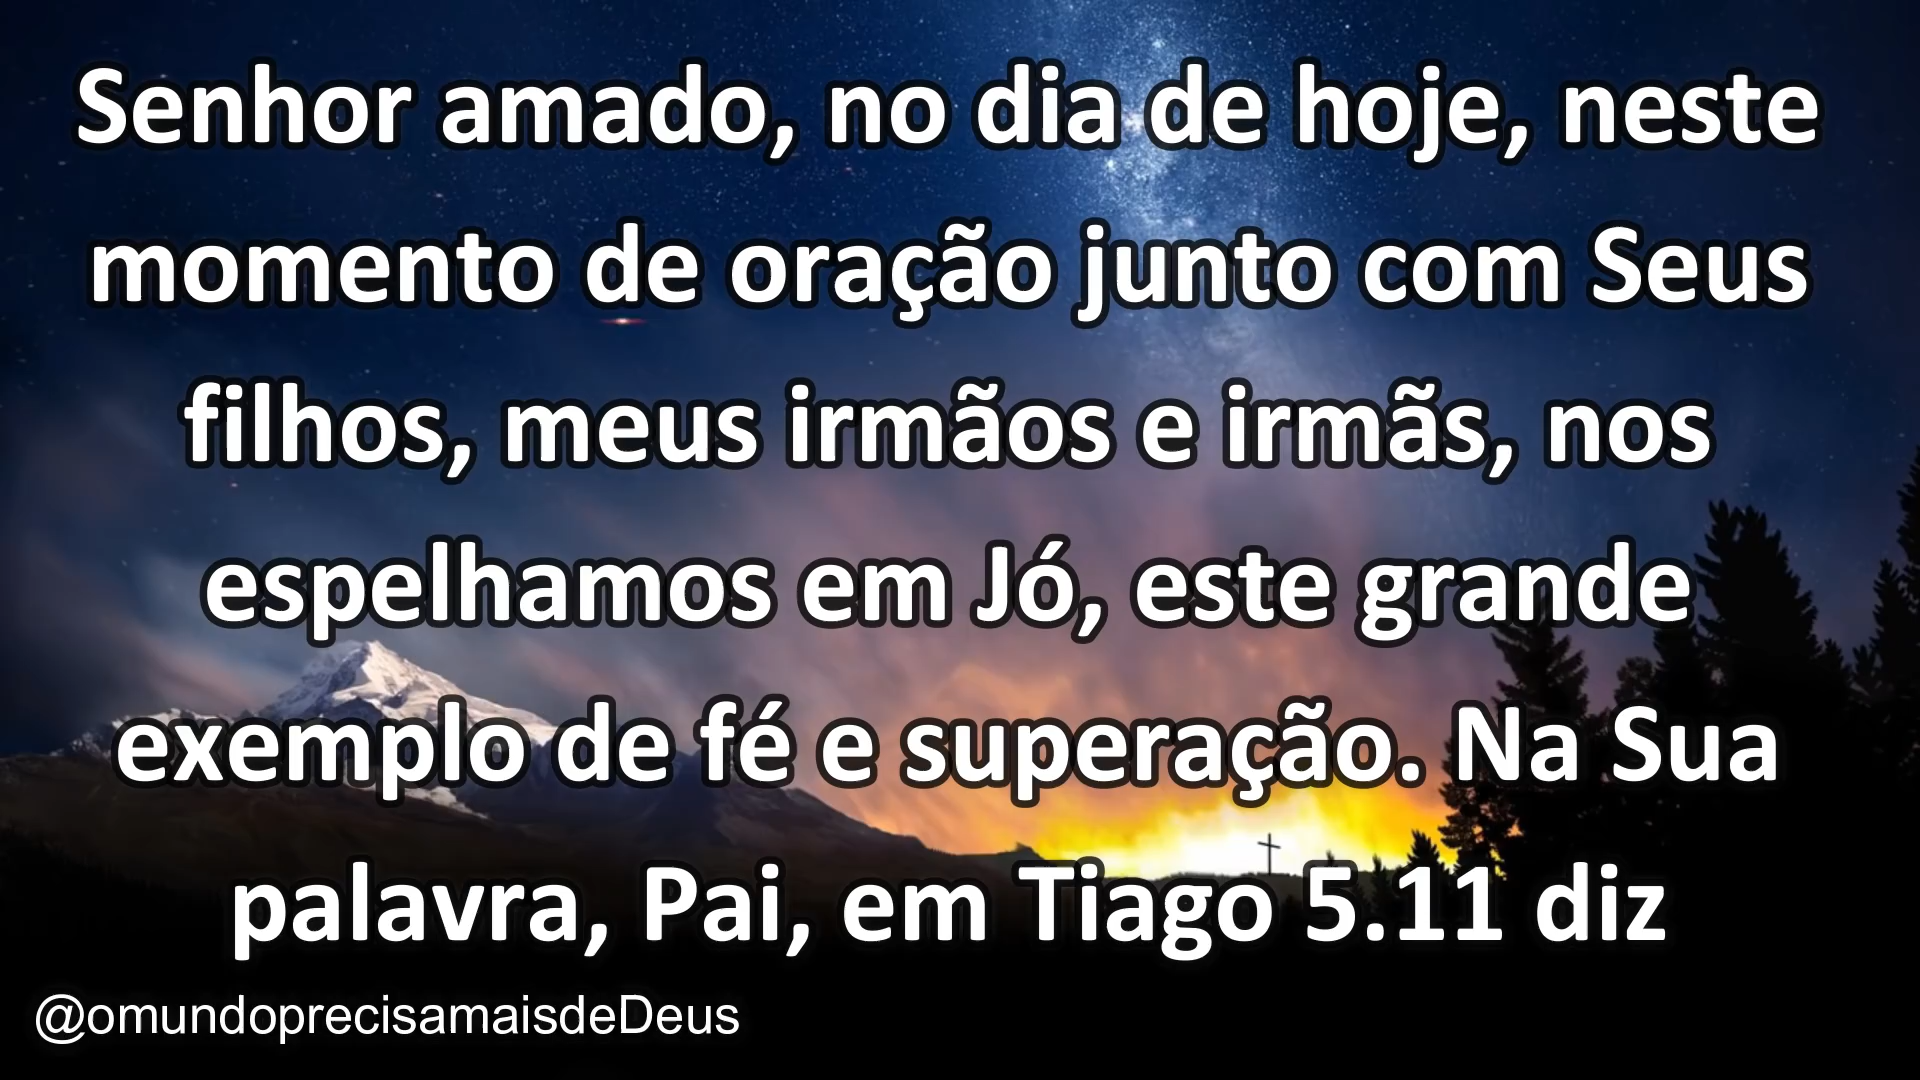 Senhor amado, no dia de hoje, neste
momento de oração junto com Seus
filhos, meus irmãos e irmãs, nos
espelhamos em Jó, este grande
exemplo de fé e superação. Na Sua
palavra, Pai, em Tiago 5.11 diz
@omundoprecisamaisdeDeus